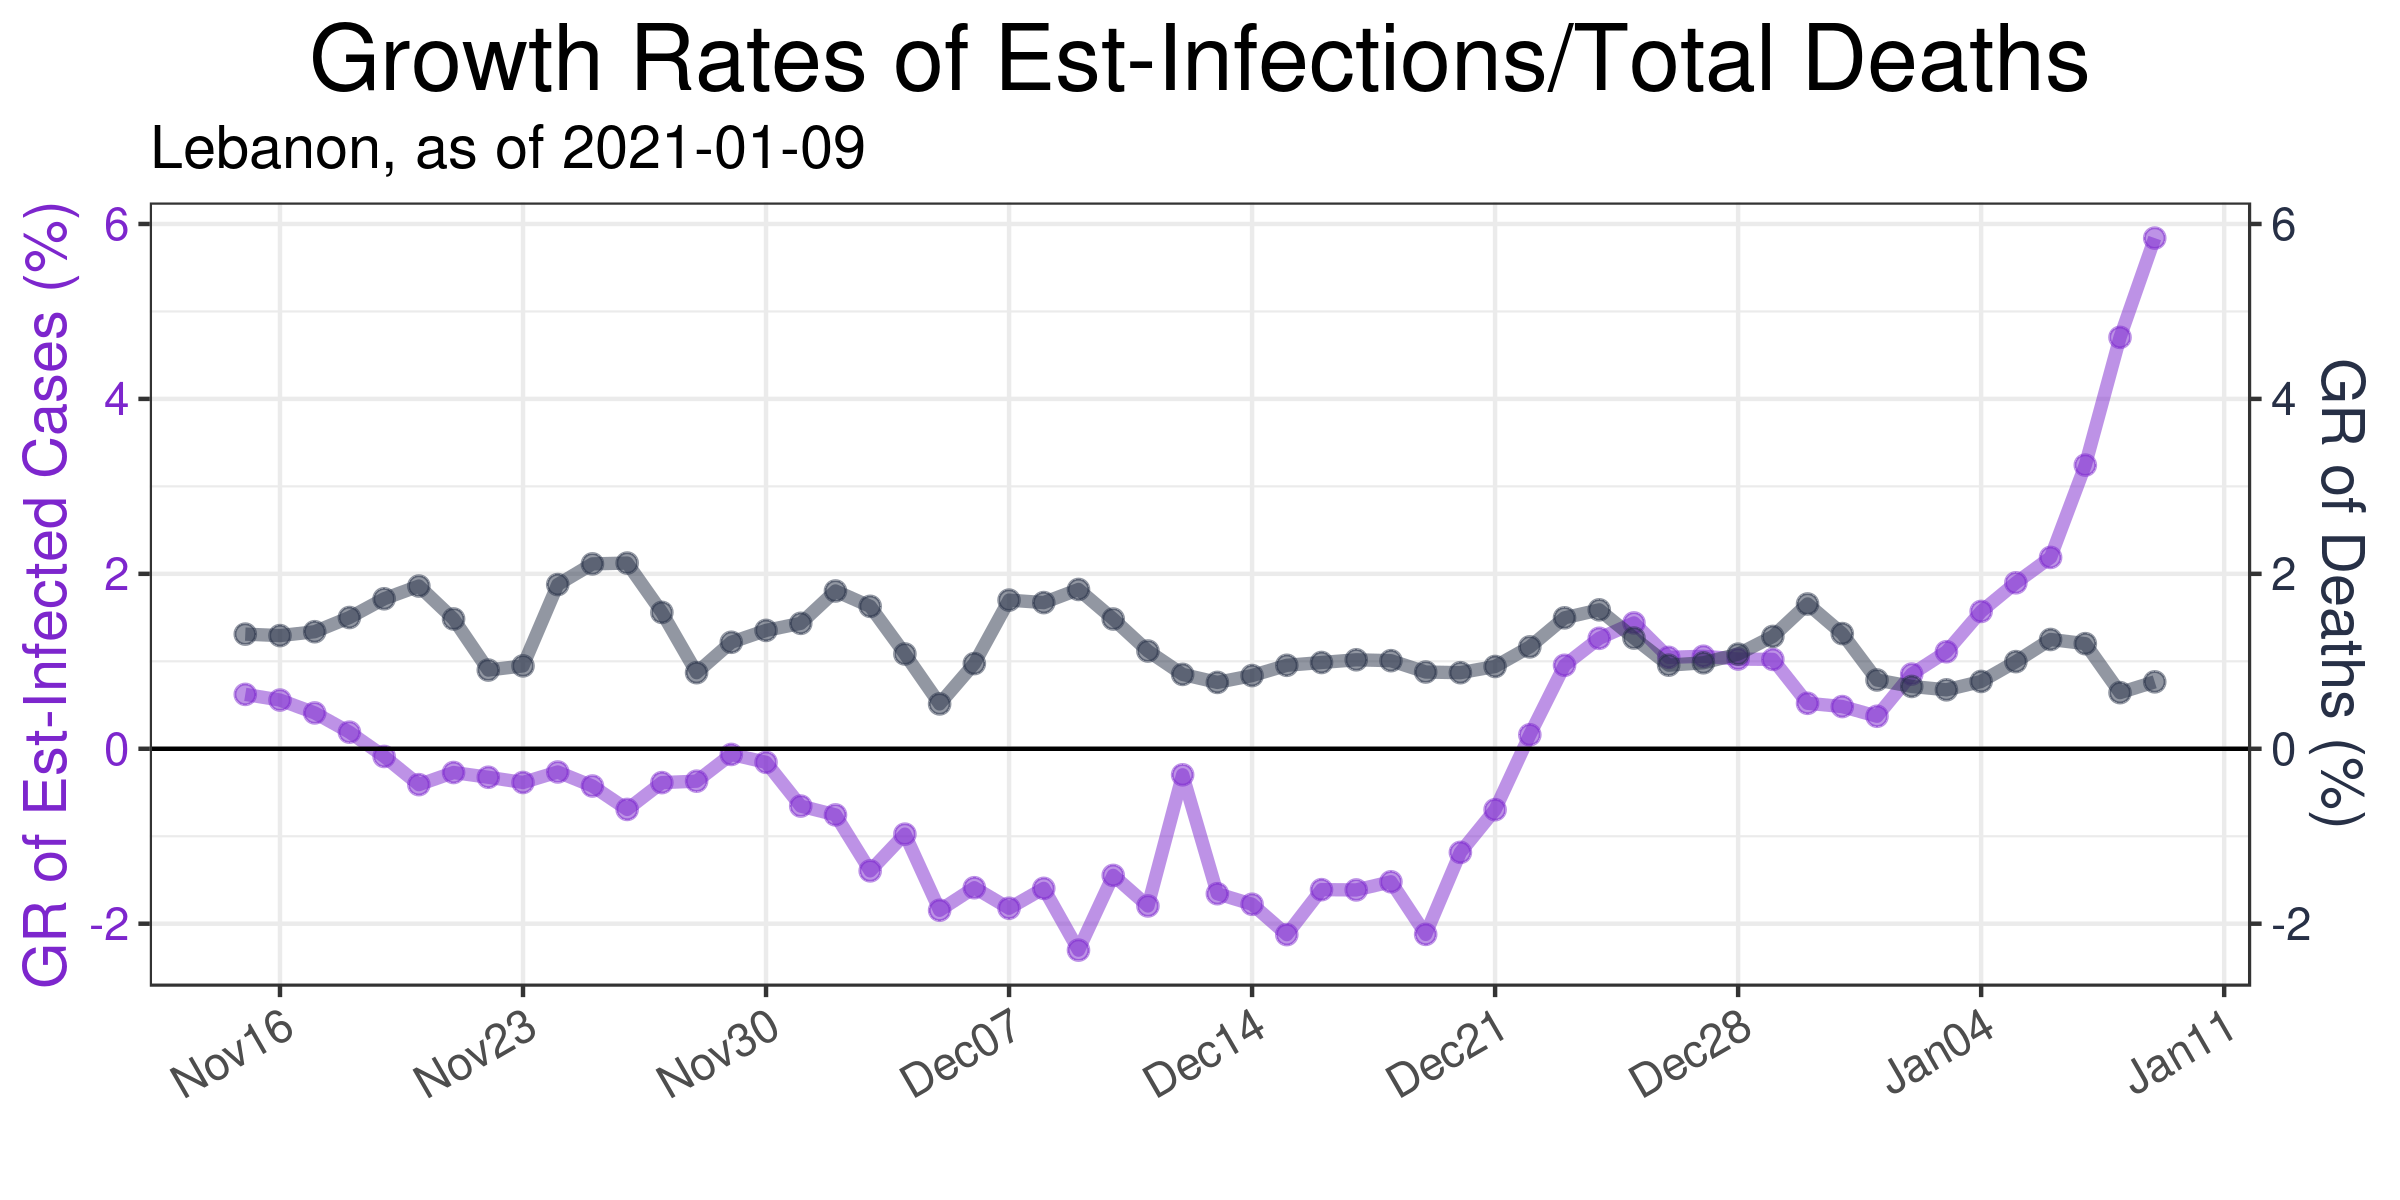 Growth Rates of Est-Infections/Total Deaths
Lebanon, as of 2021-01-09
GR of Est-Infected Cases (%)
6
4
2
0
-2
6
4
2
0
-2
GR of Deaths (%)
Nov16
Nov23
Nov30
Dec07
Dec14
Dec21
Dec28
Jan04
Jan11